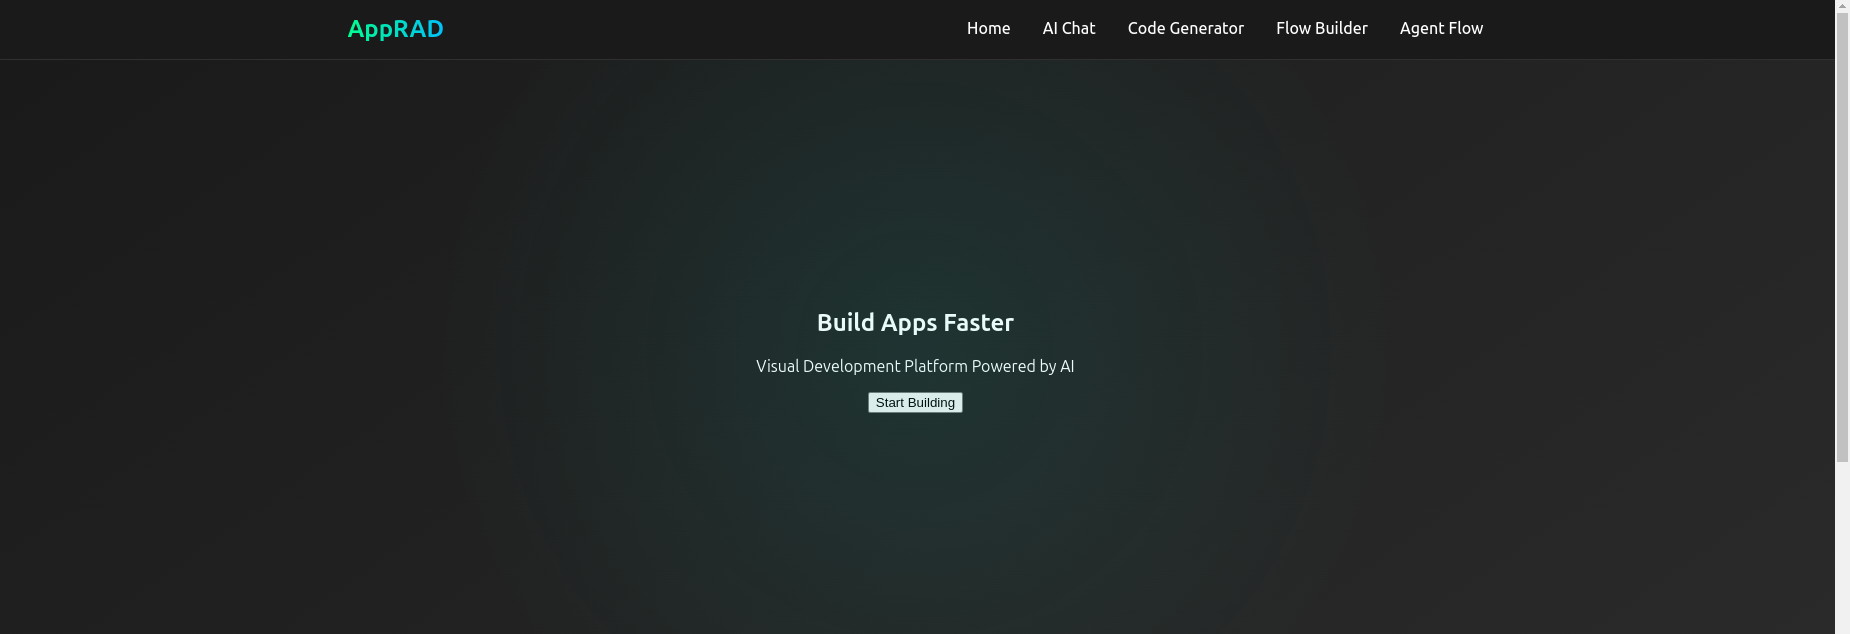 AppRAD
Home AI Chat Code Generator Flow Builder Agent Flow
Build Apps Faster
Visual Development Platform Powered by AI
Start Building